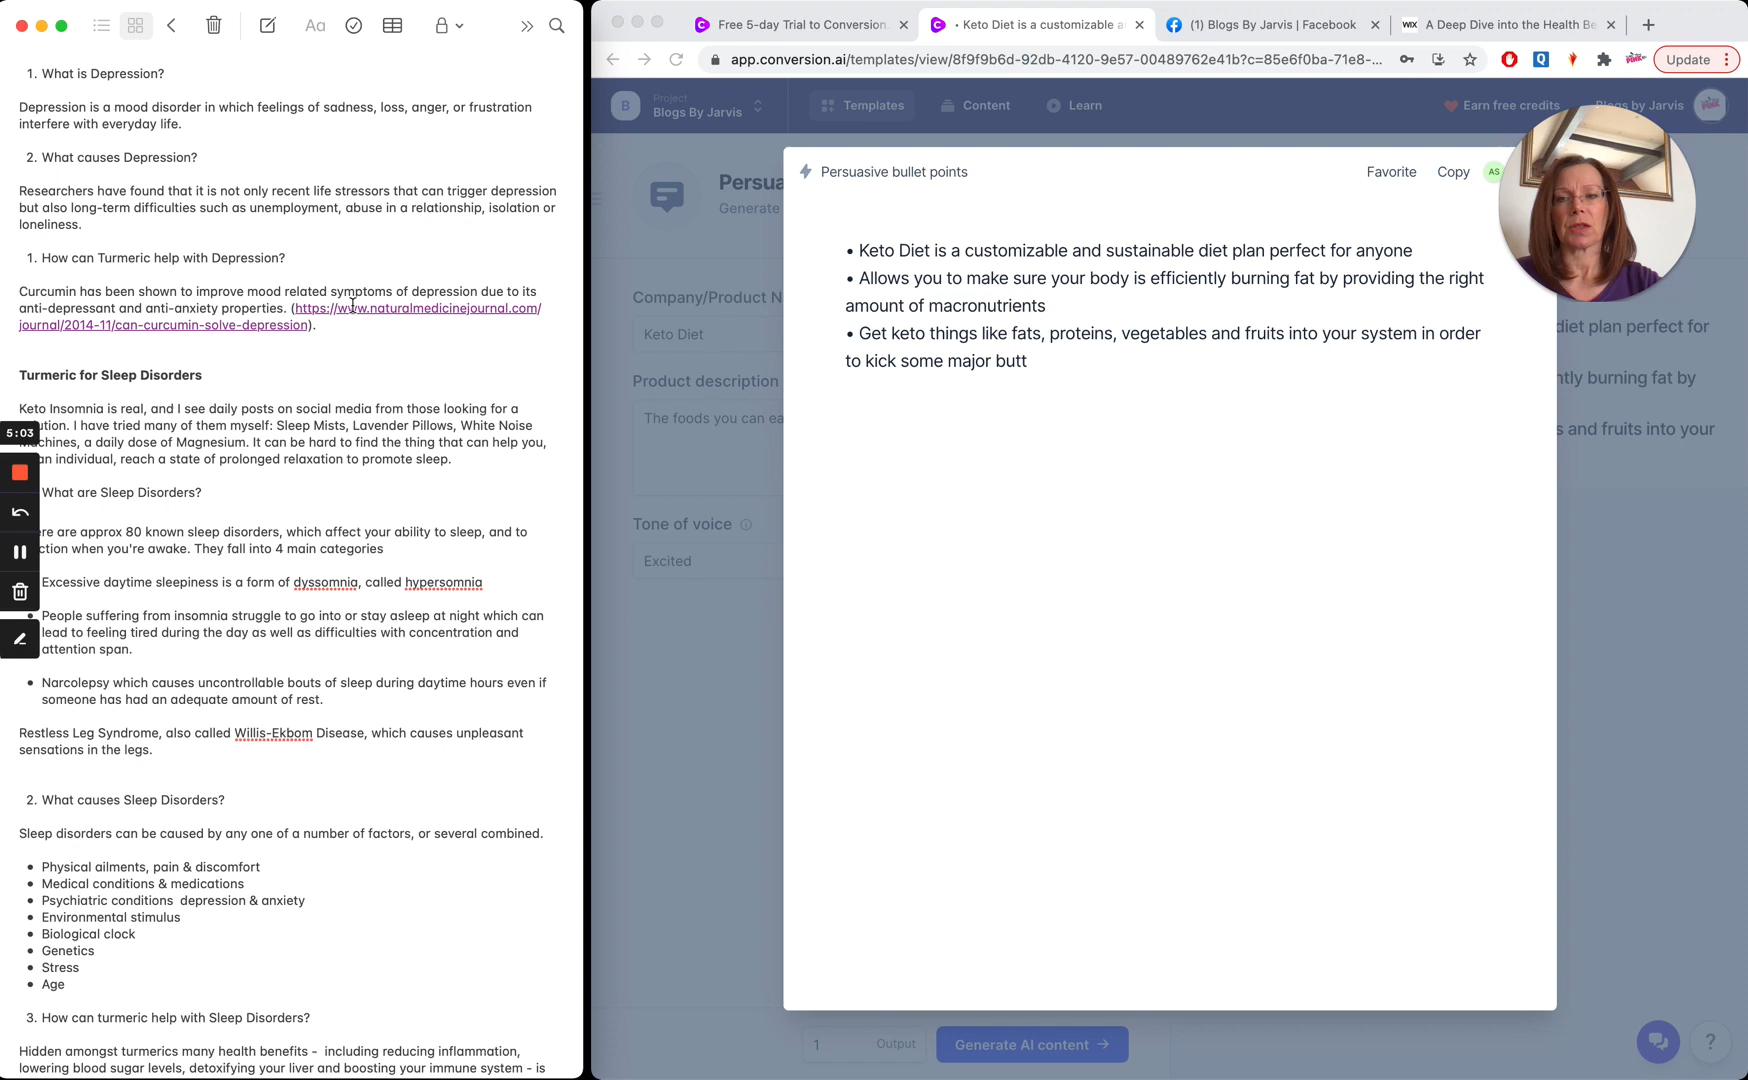 1. What is Depression?
Depression is a mood disorder in which feelings of sadness, loss, anger, or frustration
interfere with everyday life.
2. What causes Depression?
Researchers have found that it is not only recent life stressors that can trigger depression
but also long-term difficulties such as unemployment, abuse in a relationship, isolation or
loneliness.
1. How can Turmeric help with Depression?
Curcumin has been shown to improve mood related symptoms of depression due to its
anti-depressant and anti-anxiety properties. (https://www.naturalmedicinejournal.com/
journal/2014-11/can-curcumin-solve-depression).
Turmeric for Sleep Disorders
Keto Insomnia is real, and I see daily posts on social media from those looking for a
ution. I have tried many of them myself: Sleep Mists, Lavender Pillows, White Noise
chines, a daily dose of Magnesium. It can be hard to find the thing that can help you,
an individual, reach a state of prolonged relaxation to promote sleep.
5:03
What are Sleep Disorders?
re are approx 80 known sleep disorders, which affect your ability to sleep, and to
ction when you're awake. They fall into 4 main categories
Excessive daytime sleepiness is a form of dyssomnia, called hypersomnia
• People suffering from insomnia struggle to go into or stay asleep at night which can
lead to feeling tired during the day as well as difficulties with concentration and
attention span.
• Narcolepsy which causes uncontrollable bouts of sleep during daytime hours even if
someone has had an adequate amount of rest.
Restless Leg Syndrome, also called Willis-Ekbom Disease, which causes unpleasant
sensations in the legs.
2. What causes Sleep Disorders?
Sleep disorders can be caused by any one of a number of factors, or several combined.
• Physical ailments, pain & discomfort
• Medical conditions & medications
• Psychiatric conditions depression & anxiety
• Environmental stimulus
• Biological clock
• Genetics
• Stress
• Age
3. How can turmeric help with Sleep Disorders?
Hidden amongst turmerics many health benefits - including reducing inflammation,
lowering blood sugar levels, detoxifying your liver and boosting your immune system - is
Aa
Free 5-day Trial to Conversion.
• Keto Diet is a customizable a
(1) Blogs By Jarvis | Facebook
WIX A Deep Dive into the Health Be
app.conversion.ai/templates/view/8f9f9b6d-92db-4120-9e57-00489762e41b?c=85e6f0ba-71e8-...
Q
Update
B
Project
Blogs By Jarvis
Templates
Content
Learn
Earn free credits
Blogs by Jarvis
Persua
Generate
Company/Product N
Keto Diet
Product description
The foods you can ea
Tone of voice
Excited
Persuasive bullet points
Favorite
Copy
AS
• Keto Diet is a customizable and sustainable diet plan perfect for anyone
• Allows you to make sure your body is efficiently burning fat by providing the right
amount of macronutrients
• Get keto things like fats, proteins, vegetables and fruits into your system in order
to kick some major butt
diet plan perfect for
ntly burning fat by
s and fruits into your
1
Output
Generate AI content →
?